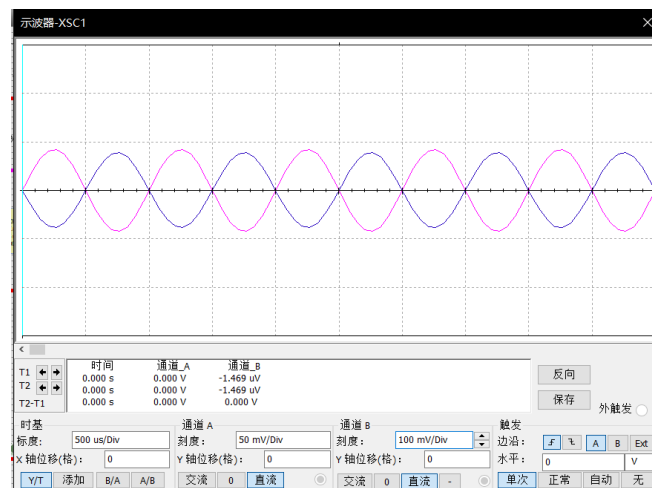 示波器-XSC1
时间 通道_A 通道_B
T1 0.000 s 0.000 V -1.469 uV
T2 0.000 s 0.000 V -1.469 uV
T2-T1 0.000 s 0.000 V 0.000 V
反向
保存
外触发
时基 通道 A 通道 B 触发
标度: 500 us/Div 刻度: 50 mV/Div 刻度: 100 mV/Div 边沿: A B Ext
X 轴位移(格): 0 Y 轴位移(格): 0 Y 轴位移(格): 0 水平: 0 V
Y/T 添加 B/A A/B 交流 0 直流 交流 0 直流 - 单次 正常 自动 无